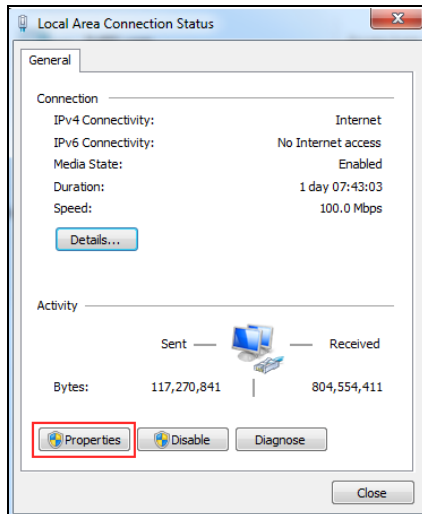 Local Area Connection Status
General
Connection
IPv4 Connectivity: Internet
IPv6 Connectivity: No Internet access
Media State: Enabled
Duration: 1 day 07:43:03
Speed: 100.0 Mbps
Details...
Activity
Sent Received
Bytes: 117,270,841 804,554,411
Properties Disable Diagnose
Close